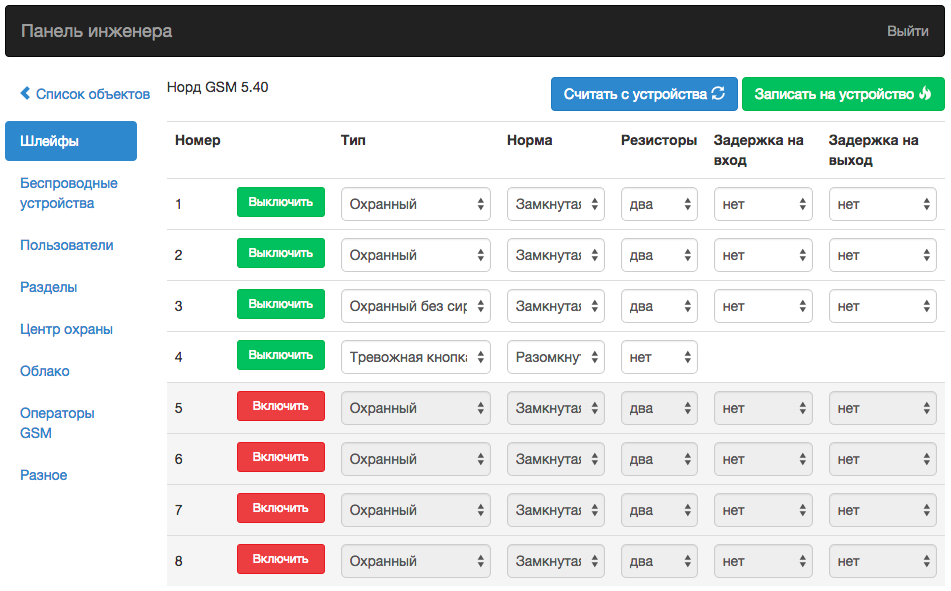 Панель инженера Выйти
Список объектов Норд GSM 5.40 Считать с устройства Записать на устройство
Шлейфы
Беспроводные
устройства
Пользователи
Разделы
Центр охраны
Облако
Операторы
GSM
Разное
Номер Тип Норма Резисторы Задержка на Задержка на
вход выход
1 Выключить Охранный Замкнутая два нет нет
2 Выключить Охранный Замкнутая два нет нет
3 Выключить Охранный без сир Замкнутая два нет нет
4 Выключить Тревожная кнопка Разомкнут нет
5 Включить Охранный Замкнутая два нет нет
6 Включить Охранный Замкнутая два нет нет
7 Включить Охранный Замкнутая два нет нет
8 Включить Охранный Замкнутая два нет нет